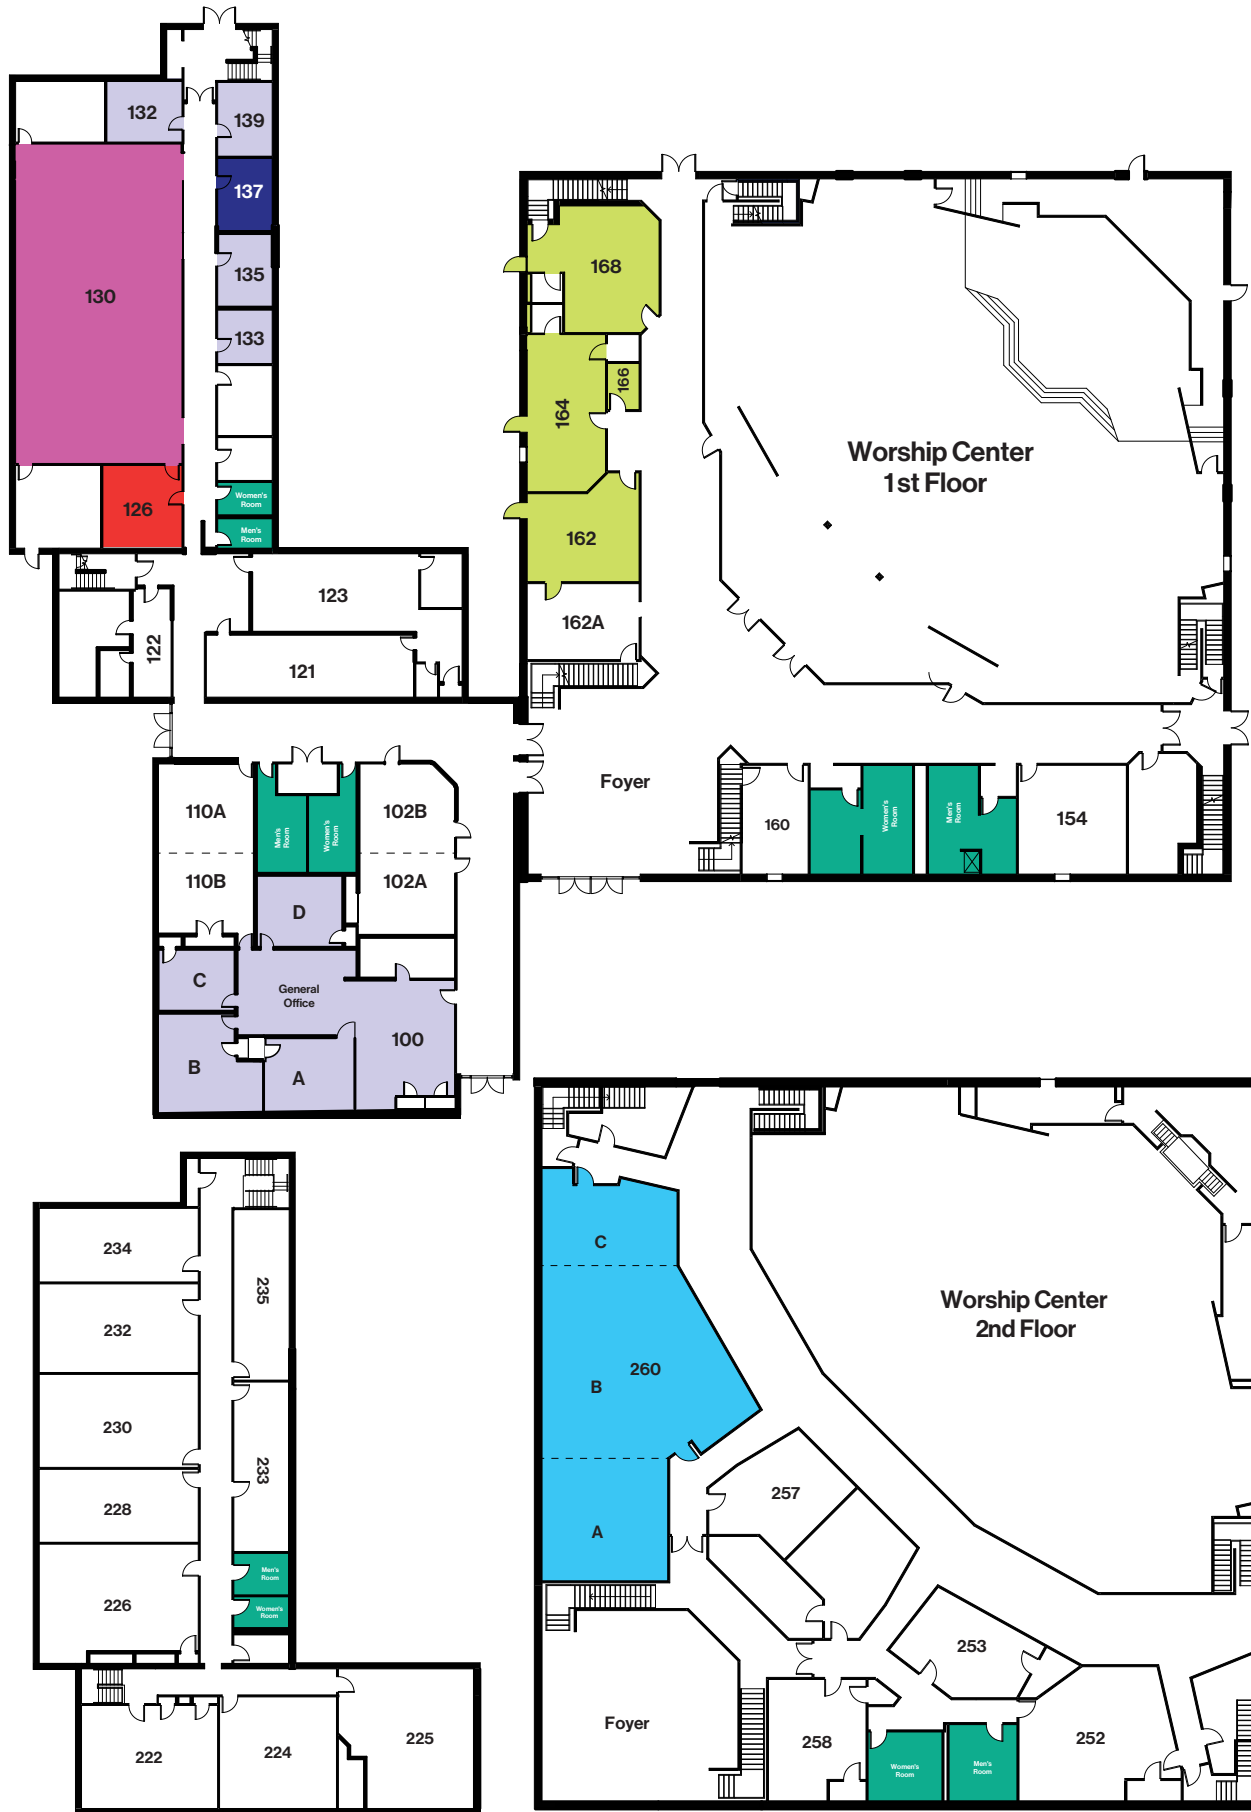 132
139
137
130
135
133
126
Women's
Room
Men's
Room
123
122
121
168
166
164
162
162A
Worship Center
1st Floor
Foyer
160
Women's
Room
Men's
Room
154
110A
110B
Men's
Room
Women's
Room
102B
102A
D
C
General
Office
100
B
A
234
235
232
230
233
228
226
Men's
Room
Women's
Room
222
224
225
C
260
B
A
Worship Center
2nd Floor
257
253
Foyer
258
Women's
Room
Men's
Room
252